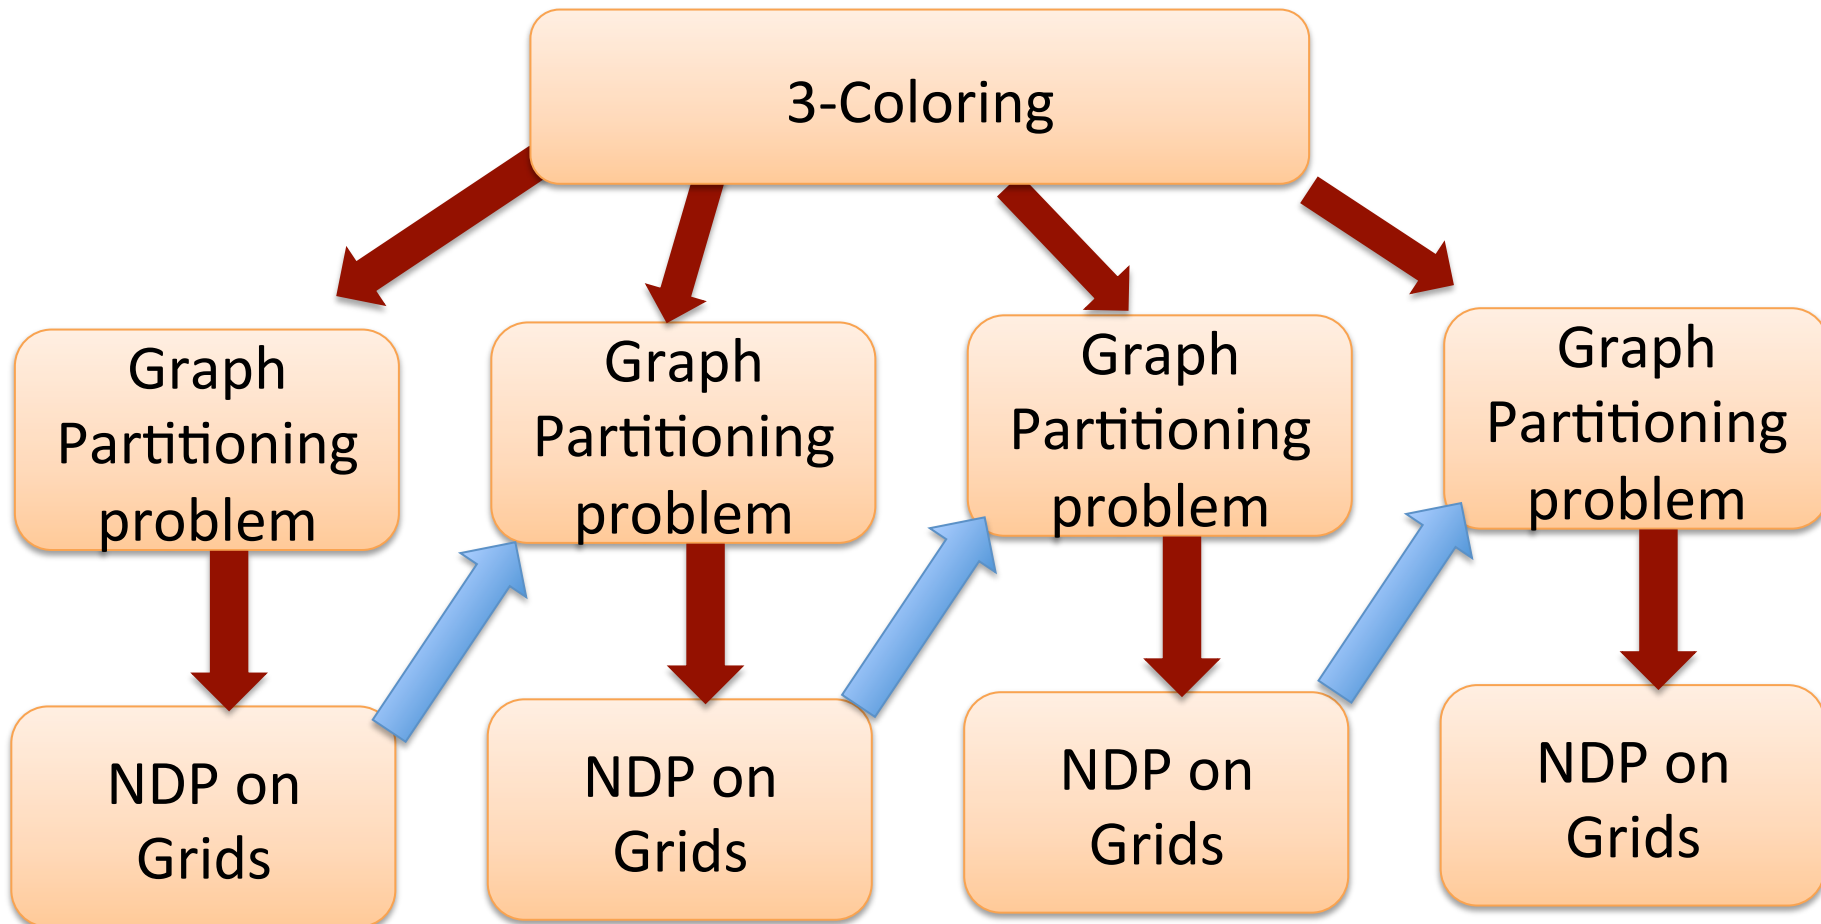 3-Coloring
Graph
Partitioning
problem
Graph
Partitioning
problem
Graph
Partitioning
problem
Graph
Partitioning
problem
NDP on
Grids
NDP on
Grids
NDP on
Grids
NDP on
Grids